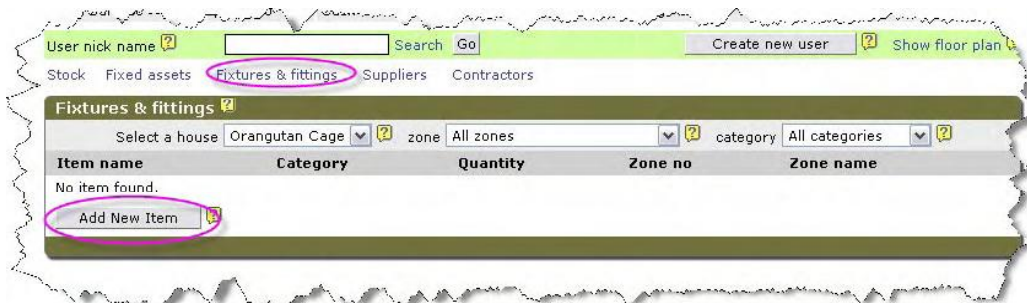 User nick name ? Search Go Create new user ? Show floor plan
Stock Fixed assets Fixtures & fittings Suppliers Contractors
Fixtures & fittings ?
Select a house Orangutan Cage ? zone All zones ? category All categories ?
Item name Category Quantity Zone no Zone name
No item found.
Add New Item ?